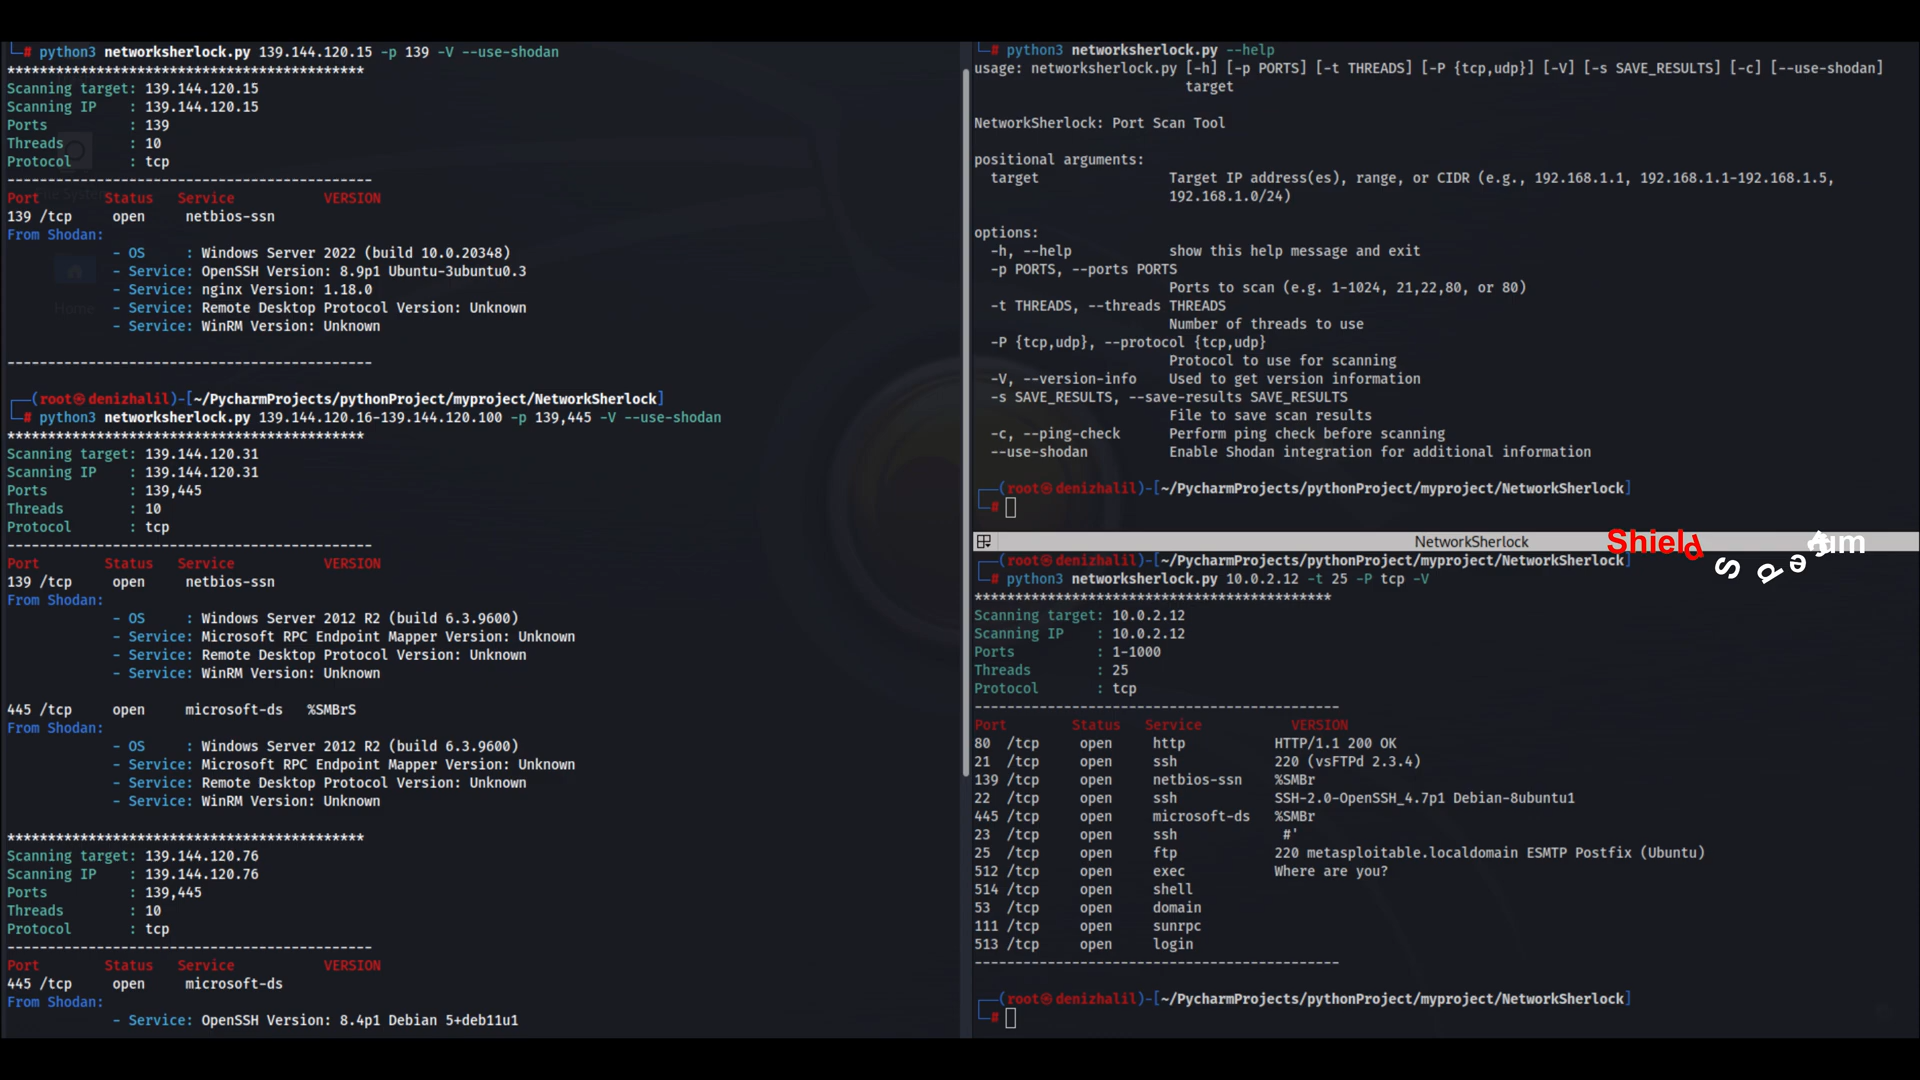 └─# python3 networksherlock.py 139.144.120.15 -p 139 -V --use-shodan
********************************************
Scanning target: 139.144.120.15
Scanning IP    : 139.144.120.15
Ports          : 139
Threads        : 10
Protocol       : tcp
---------------------------------------------
Port        Status   Service           VERSION
139 /tcp     open     netbios-ssn
From Shodan:
- OS     : Windows Server 2022 (build 10.0.20348)
- Service: OpenSSH Version: 8.9p1 Ubuntu-3ubuntu0.3
- Service: nginx Version: 1.18.0
- Service: Remote Desktop Protocol Version: Unknown
- Service: WinRM Version: Unknown
---------------------------------------------
┌──(root㉿denizhalil)-[~/PycharmProjects/pythonProject/myproject/NetworkSherlock]
└─# python3 networksherlock.py 139.144.120.16-139.144.120.100 -p 139,445 -V --use-shodan
********************************************
Scanning target: 139.144.120.31
Scanning IP    : 139.144.120.31
Ports          : 139,445
Threads        : 10
Protocol       : tcp
---------------------------------------------
Port        Status   Service           VERSION
139 /tcp     open     netbios-ssn
From Shodan:
- OS     : Windows Server 2012 R2 (build 6.3.9600)
- Service: Microsoft RPC Endpoint Mapper Version: Unknown
- Service: Remote Desktop Protocol Version: Unknown
- Service: WinRM Version: Unknown
445 /tcp     open     microsoft-ds   %SMBrS
From Shodan:
- OS     : Windows Server 2012 R2 (build 6.3.9600)
- Service: Microsoft RPC Endpoint Mapper Version: Unknown
- Service: Remote Desktop Protocol Version: Unknown
- Service: WinRM Version: Unknown
********************************************
Scanning target: 139.144.120.76
Scanning IP    : 139.144.120.76
Ports          : 139,445
Threads        : 10
Protocol       : tcp
---------------------------------------------
Port        Status   Service           VERSION
445 /tcp     open     microsoft-ds
From Shodan:
- Service: OpenSSH Version: 8.4p1 Debian 5+deb11u1
└─# python3 networksherlock.py --help
usage: networksherlock.py [-h] [-p PORTS] [-t THREADS] [-P {tcp,udp}] [-V] [-s SAVE_RESULTS] [-c] [--use-shodan]
target
NetworkSherlock: Port Scan Tool
positional arguments:
target                Target IP address(es), range, or CIDR (e.g., 192.168.1.1, 192.168.1.1-192.168.1.5,
192.168.1.0/24)
options:
-h, --help            show this help message and exit
-p PORTS, --ports PORTS
Ports to scan (e.g. 1-1024, 21,22,80, or 80)
-t THREADS, --threads THREADS
Number of threads to use
-P {tcp,udp}, --protocol {tcp,udp}
Protocol to use for scanning
-V, --version-info    Used to get version information
-s SAVE_RESULTS, --save-results SAVE_RESULTS
File to save scan results
-c, --ping-check      Perform ping check before scanning
--use-shodan          Enable Shodan integration for additional information
┌──(root㉿denizhalil)-[~/PycharmProjects/pythonProject/myproject/NetworkSherlock]
└─#
NetworkSherlock
Shield
┌──(root㉿denizhalil)-[~/PycharmProjects/pythonProject/myproject/NetworkSherlock]
└─# python3 networksherlock.py 10.0.2.12 -t 25 -P tcp -V
********************************************
Scanning target: 10.0.2.12
Scanning IP    : 10.0.2.12
Ports          : 1-1000
Threads        : 25
Protocol       : tcp
---------------------------------------------
Port        Status   Service           VERSION
80  /tcp     open     http           HTTP/1.1 200 OK
21  /tcp     open     ssh            220 (vsFTPd 2.3.4)
139 /tcp     open     netbios-ssn    %SMBr
22  /tcp     open     ssh            SSH-2.0-OpenSSH_4.7p1 Debian-8ubuntu1
445 /tcp     open     microsoft-ds   %SMBr
23  /tcp     open     ssh             #'
25  /tcp     open     ftp            220 metasploitable.localdomain ESMTP Postfix (Ubuntu)
512 /tcp     open     exec           Where are you?
514 /tcp     open     shell
53  /tcp     open     domain
111 /tcp     open     sunrpc
513 /tcp     open     login
---------------------------------------------
┌──(root㉿denizhalil)-[~/PycharmProjects/pythonProject/myproject/NetworkSherlock]
└─#